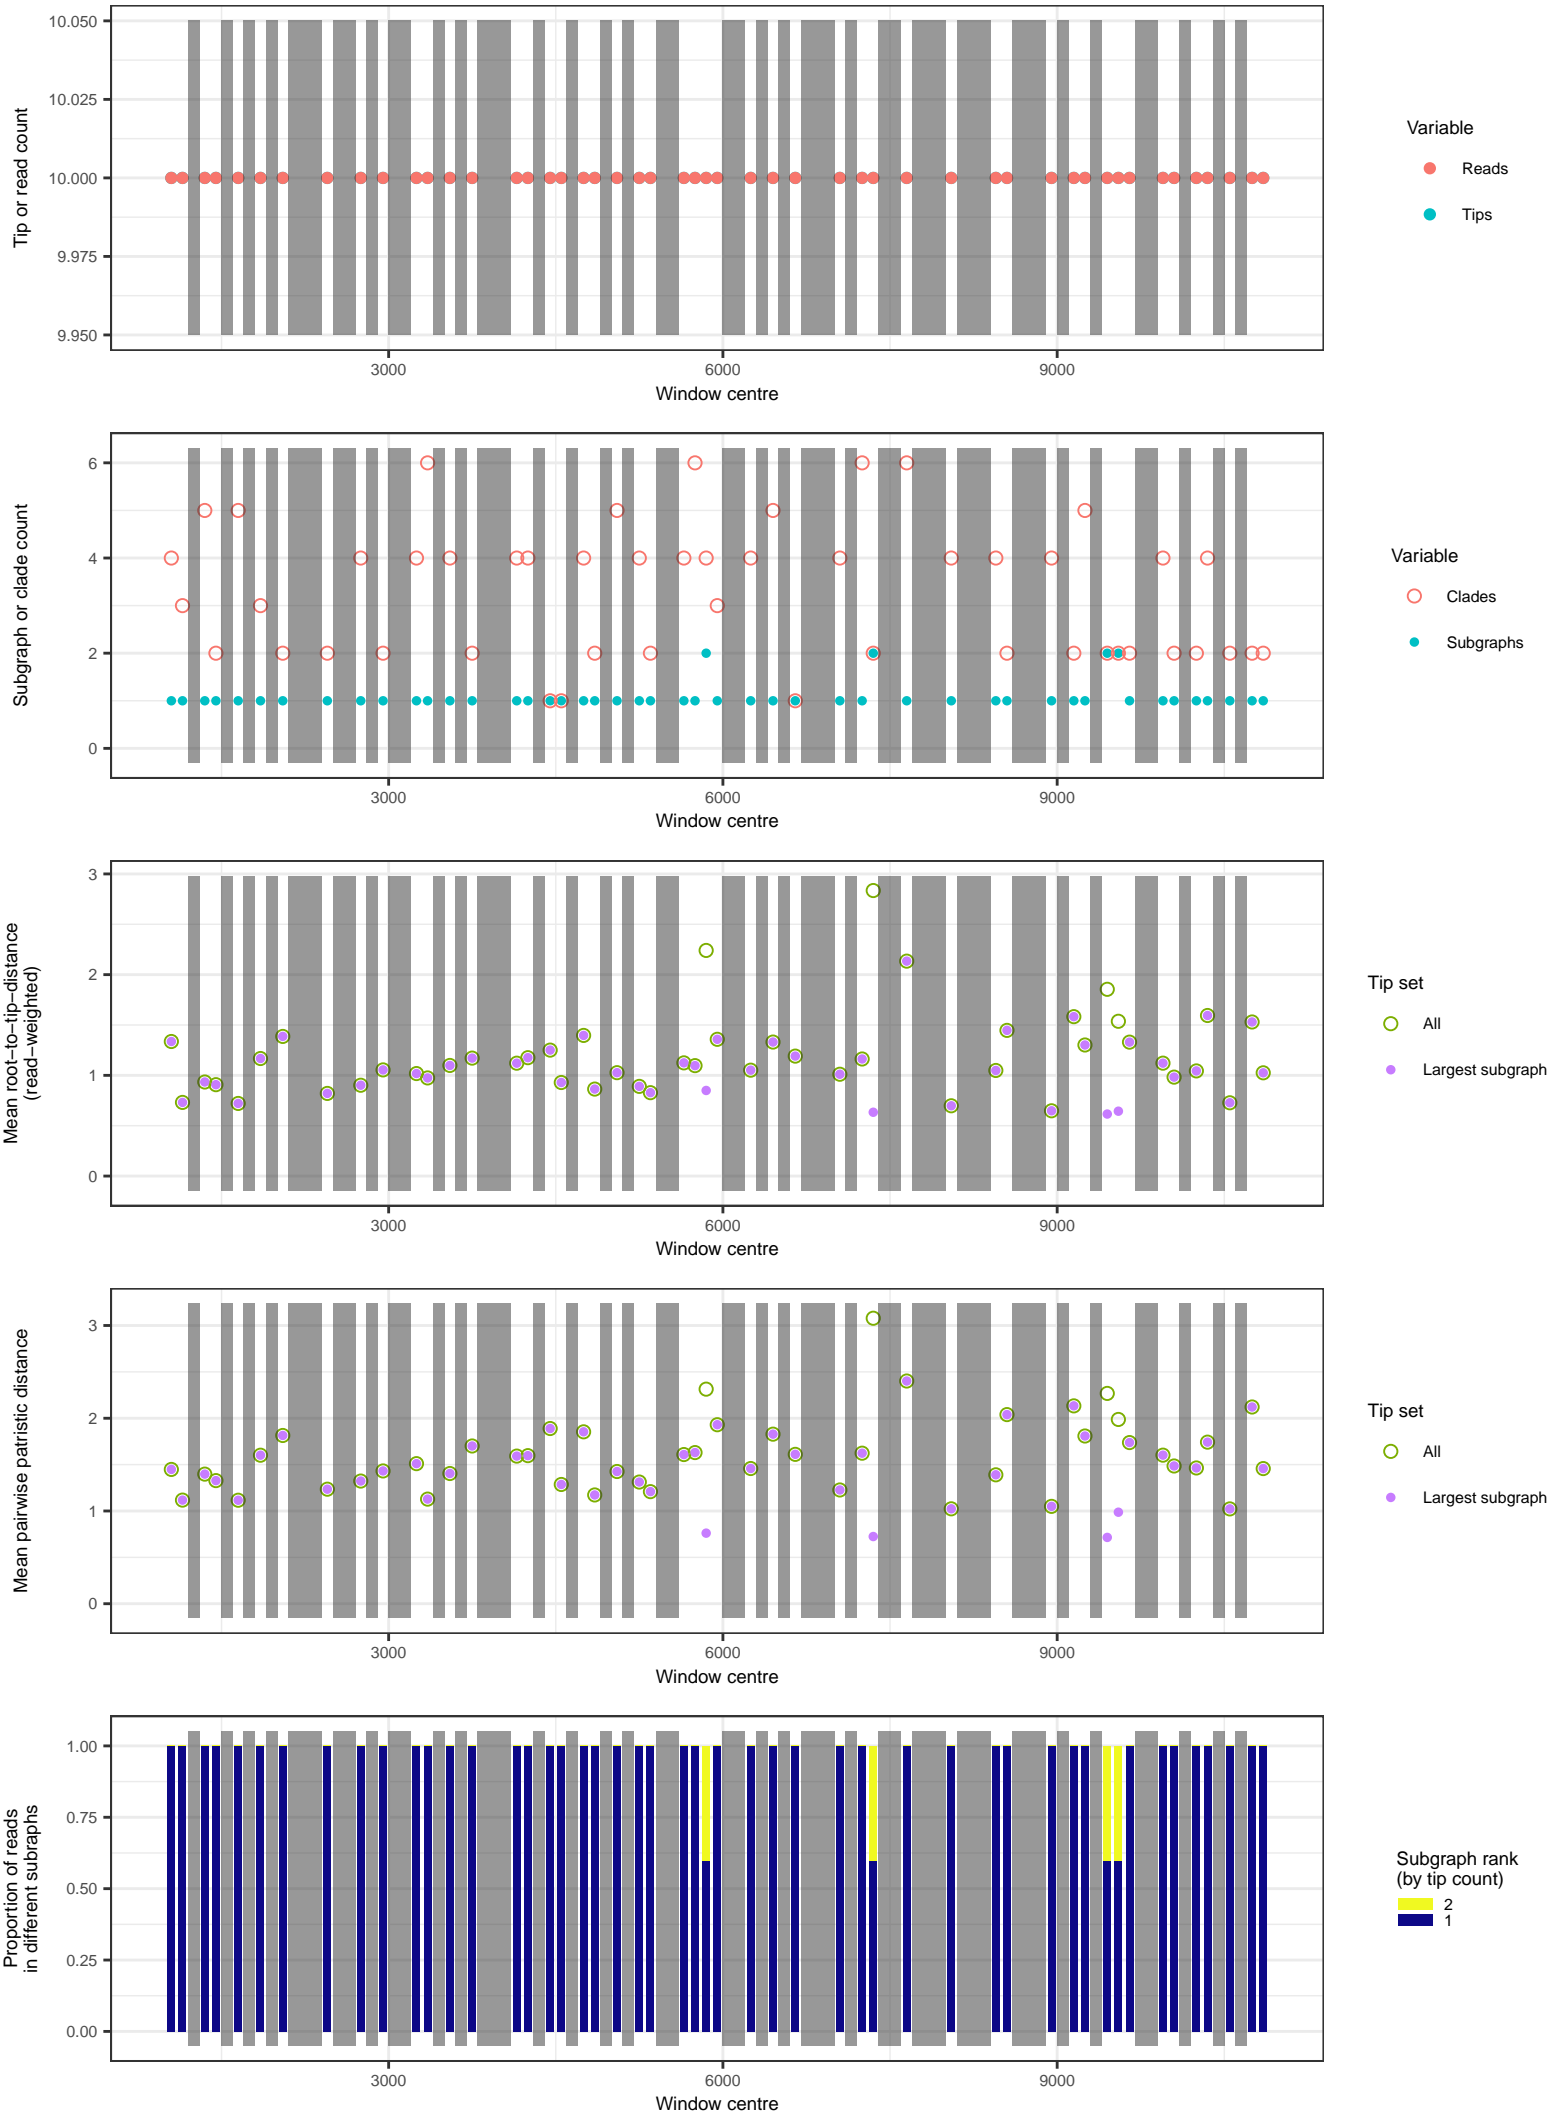 10.050
10.025
10.000
9.975
9.950
Tip or read count
3000
6000
9000
Window centre
Variable
Reads
Tips
6
4
2
0
Subgraph or clade count
3000
6000
9000
Window centre
Variable
Clades
Subgraphs
3
2
1
0
Mean root−to−tip−distance
(read−weighted)
3000
6000
9000
Window centre
Tip set
All
Largest subgraph
3
2
1
0
Mean pairwise patristic distance
3000
6000
9000
Window centre
Tip set
All
Largest subgraph
1.00
0.75
0.50
0.25
0.00
Proportion of reads
in different subraphs
3000
6000
9000
Window centre
Subgraph rank
(by tip count)
2
1